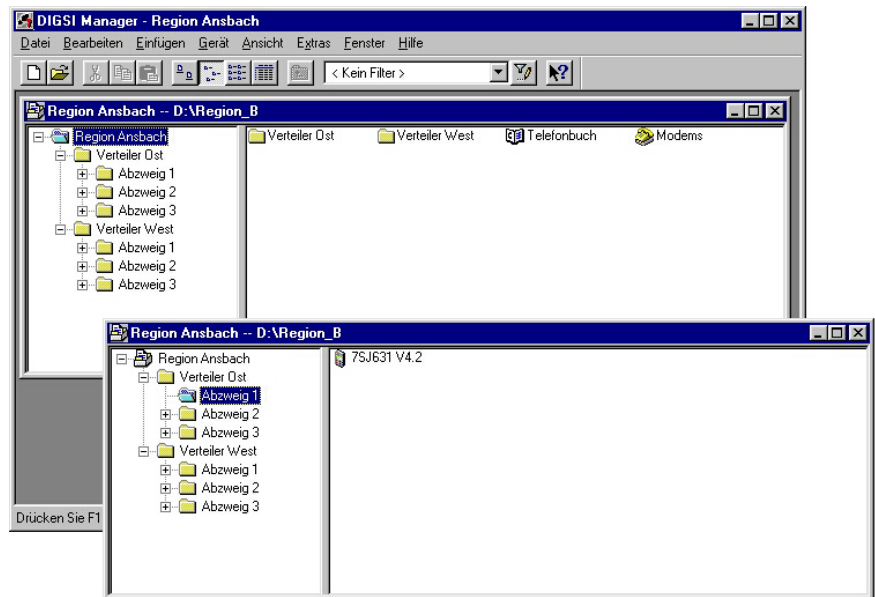 DIGSI Manager - Region Ansbach
Datei Bearbeiten Einfügen Gerät Ansicht Extras Fenster Hilfe
< Kein Filter >
Region Ansbach -- D:\Region_B
Region Ansbach
Verteiler Ost
Abzweig 1
Abzweig 2
Abzweig 3
Verteiler West
Abzweig 1
Abzweig 2
Abzweig 3
Verteiler Ost Verteiler West Telefonbuch Modems
Drücken Sie F1
Region Ansbach -- D:\Region_B
Region Ansbach
Verteiler Ost
Abzweig 1
Abzweig 2
Abzweig 3
Verteiler West
Abzweig 1
Abzweig 2
Abzweig 3
7SJ631 V4.2